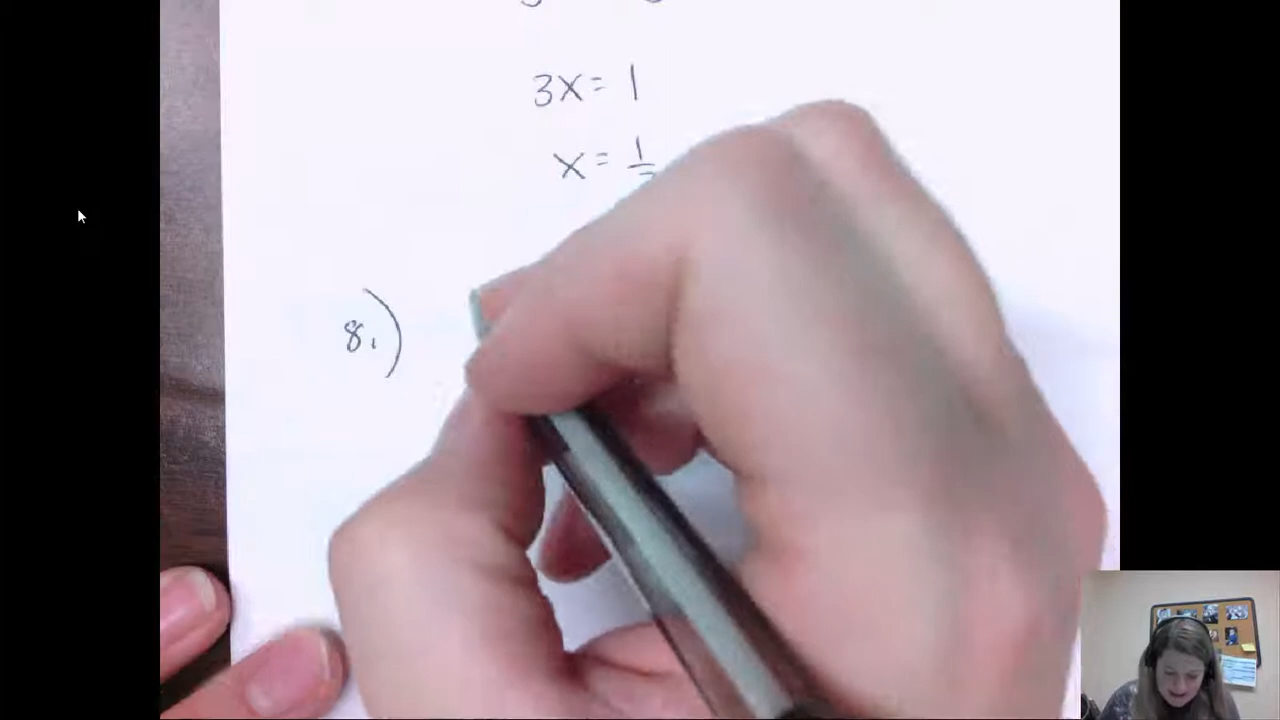 3x = 1
x = 1
8.)